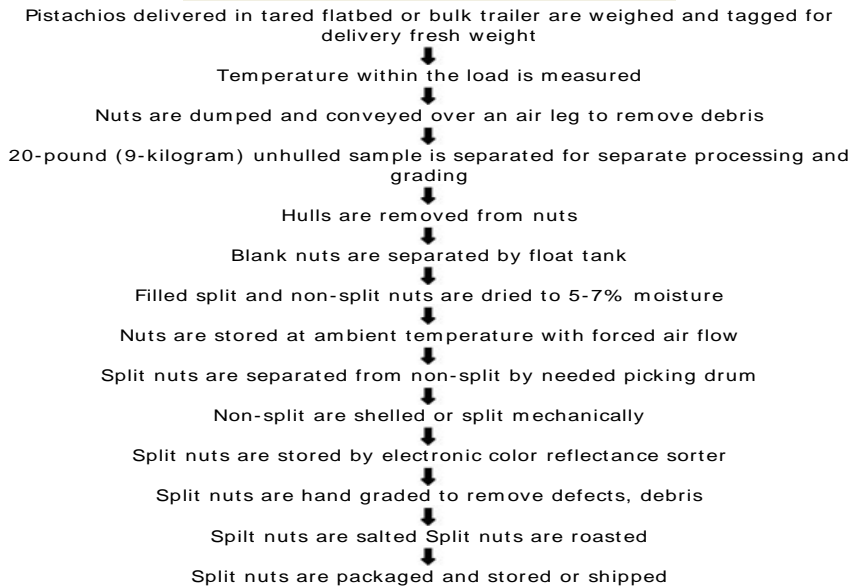 Pistachios delivered in tared flatbed or bulk trailer are weighed and tagged for
delivery fresh weight
Temperature within the load is measured
Nuts are dumped and conveyed over an air leg to remove debris
20-pound (9-kilogram) unhulled sample is separated for separate processing and
grading
Hulls are removed from nuts
Blank nuts are separated by float tank
Filled split and non-split nuts are dried to 5-7% moisture
Nuts are stored at ambient temperature with forced air flow
Split nuts are separated from non-split by needed picking drum
Non-split are shelled or split mechanically
Split nuts are stored by electronic color reflectance sorter
Split nuts are hand graded to remove defects, debris
Spilt nuts are salted Split nuts are roasted
Split nuts are packaged and stored or shipped